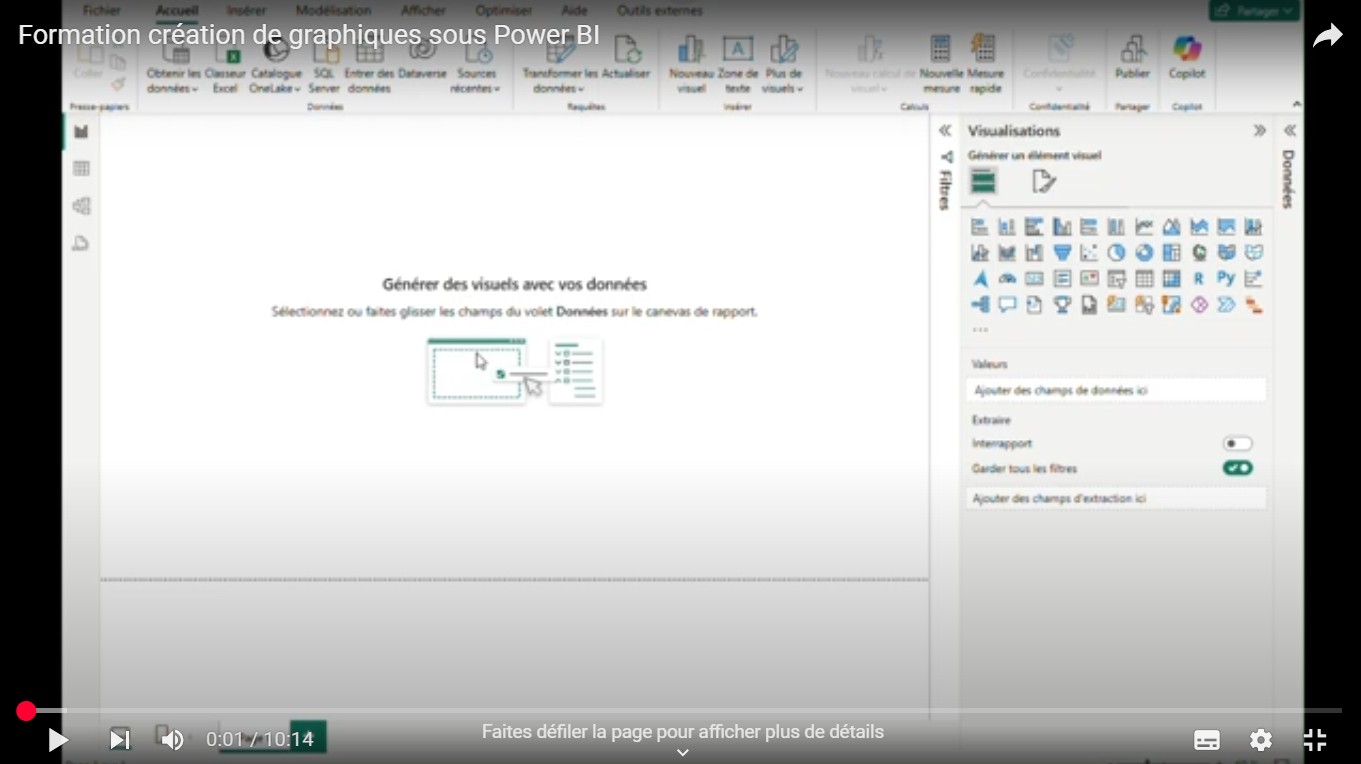 Fichier Accueil Insérer Modélisation Afficher Optimiser Aide Outils externes Partager
Formation création de graphiques sous Power BI
Coller Obtenir les données Classeur Excel Catalogue OneLake SQL Server Entrer des données Dataverse Sources récentes Transformer les données Actualiser Nouveau visuel Zone de texte Plus de visuels Nouveau calcul de visuel Nouvelle mesure Mesure rapide Confidentialité Publier Copilot
Presse-papiers Données Requêtes Insérer Calculs Confidentialité Partager Copilot
Visualisations
Générer un élément visuel
Filtres
Données
Générer des visuels avec vos données
Sélectionnez ou faites glisser les champs du volet Données sur le canevas de rapport.
R Py
Valeurs
Ajouter des champs de données ici
Extraire
Interrapport
Garder tous les filtres
Ajouter des champs d'extraction ici
Faites défiler la page pour afficher plus de détails
0:01 / 10:14